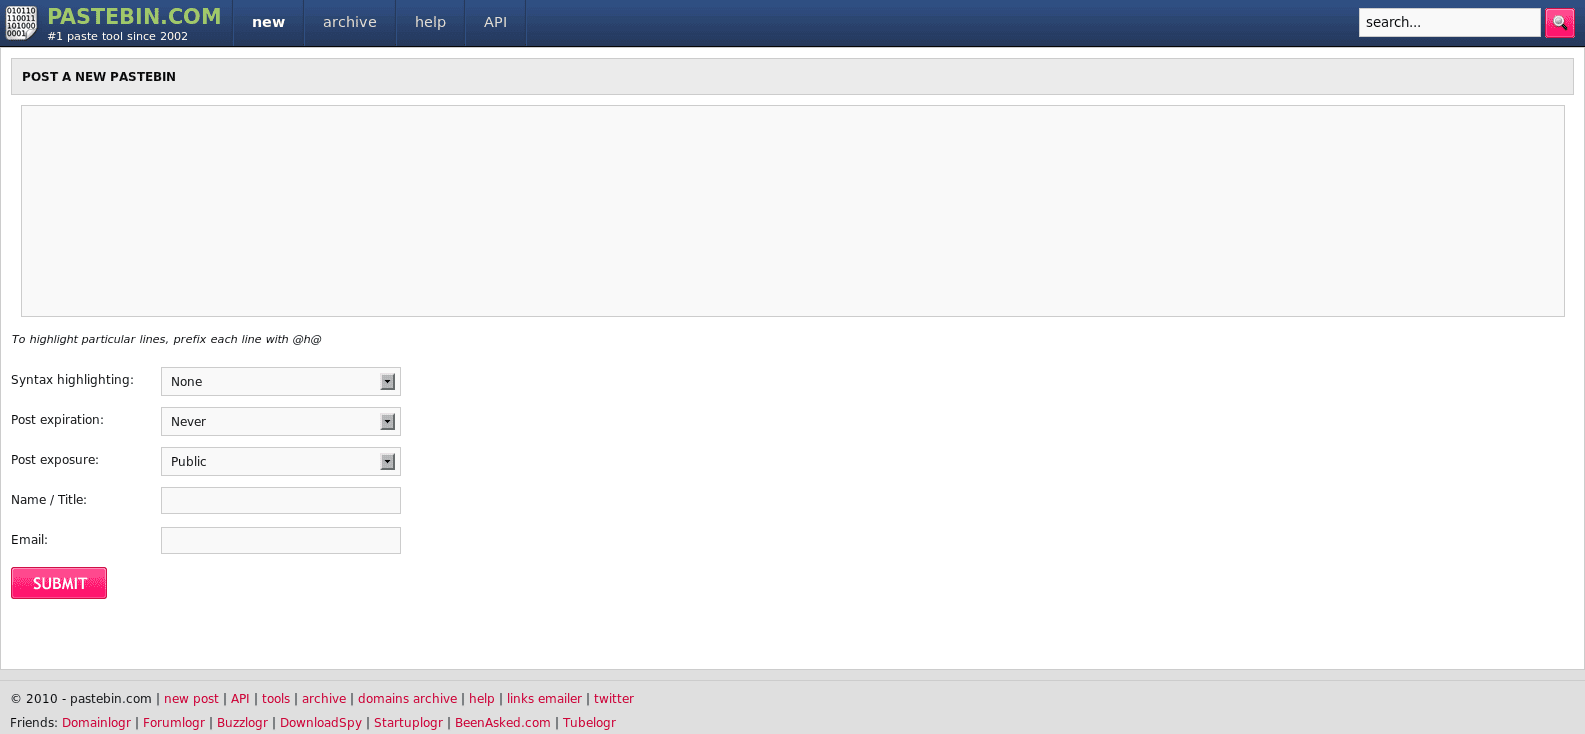 010110
110011
101000
0001
PASTEBIN.COM
#1 paste tool since 2002
new archive help API
search...
POST A NEW PASTEBIN
To highlight particular lines, prefix each line with @h@
Syntax highlighting: None
Post expiration: Never
Post exposure: Public
Name / Title:
Email:
SUBMIT
© 2010 - pastebin.com | new post | API | tools | archive | domains archive | help | links emailer | twitter
Friends: Domainlogr | Forumlogr | Buzzlogr | DownloadSpy | Startuplogr | BeenAsked.com | Tubelogr